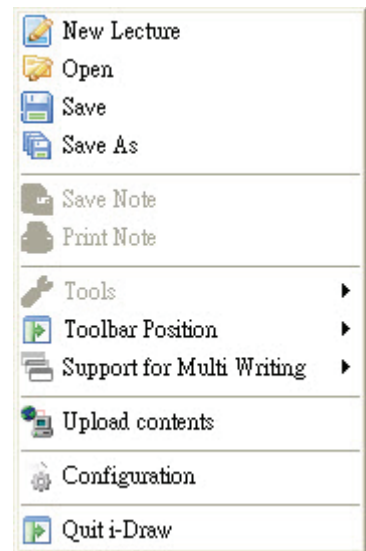 New Lecture
Open
Save
Save As
Save Note
Print Note
Tools
Toolbar Position
Support for Multi Writing
Upload contents
Configuration
Quit i-Draw